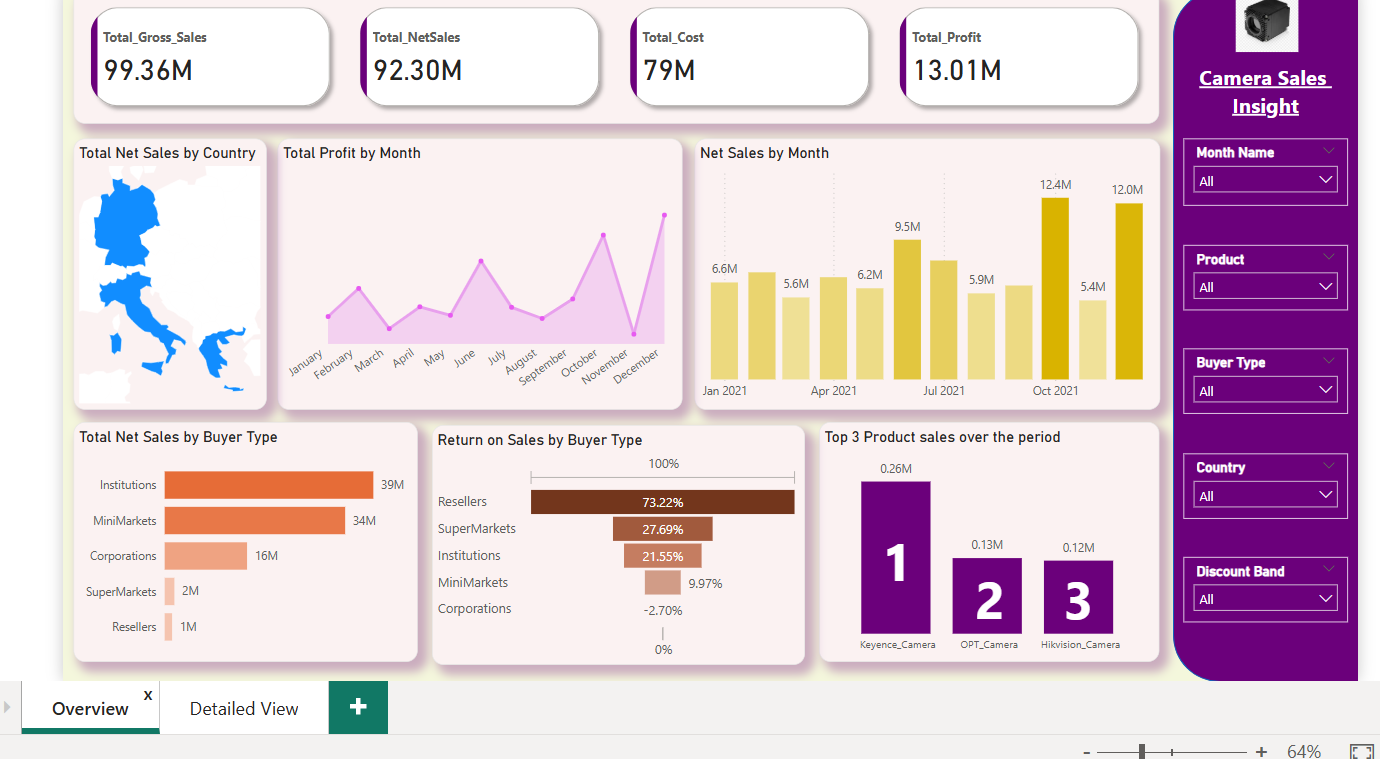 Total_Gross_Sales
99.36M
Total_NetSales
92.30M
Total_Cost
79M
Total_Profit
13.01M
Camera Sales
Insight
Month Name
All
Product
All
Buyer Type
All
Country
All
Discount Band
All
Total Net Sales by Country
Total Profit by Month
January
February
March
April
May
June
July
August
September
October
November
December
Net Sales by Month
6.6M
5.6M
6.2M
9.5M
5.9M
12.4M
5.4M
12.0M
Jan 2021
Apr 2021
Jul 2021
Oct 2021
Total Net Sales by Buyer Type
Institutions 39M
MiniMarkets 34M
Corporations 16M
SuperMarkets 2M
Resellers 1M
Return on Sales by Buyer Type
100%
Resellers 73.22%
SuperMarkets 27.69%
Institutions 21.55%
MiniMarkets 9.97%
Corporations -2.70%
0%
Top 3 Product sales over the period
0.26M
0.13M
0.12M
1
2
3
Keyence_Camera
OPT_Camera
Hikvision_Camera
Overview x
Detailed View
+
- + 64%